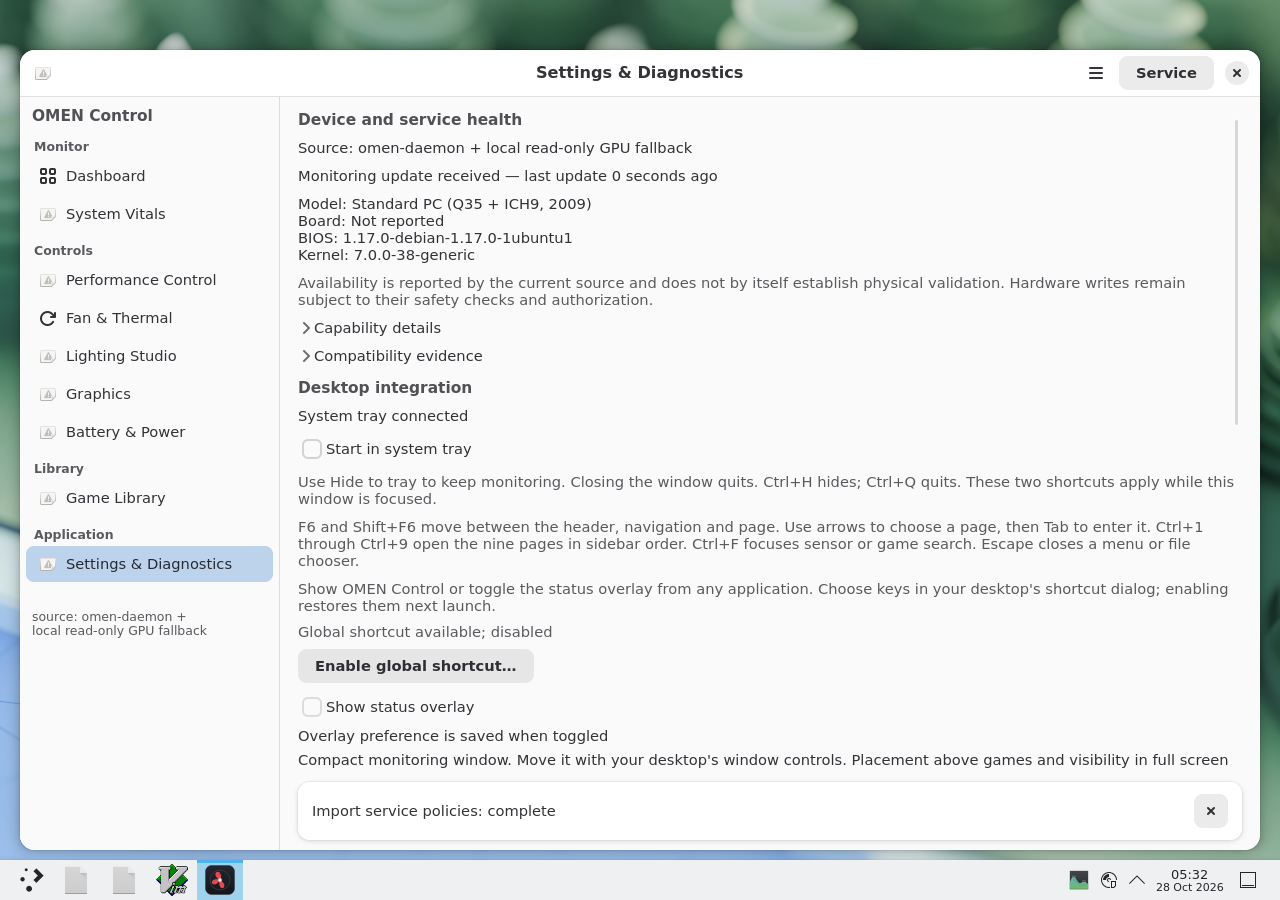 Settings & Diagnostics
Service
OMEN Control
Monitor
Dashboard
System Vitals
Controls
Performance Control
Fan & Thermal
Lighting Studio
Graphics
Battery & Power
Library
Game Library
Application
Settings & Diagnostics
source: omen-daemon +
local read-only GPU fallback
Device and service health
Source: omen-daemon + local read-only GPU fallback
Monitoring update received — last update 0 seconds ago
Model: Standard PC (Q35 + ICH9, 2009)
Board: Not reported
BIOS: 1.17.0-debian-1.17.0-1ubuntu1
Kernel: 7.0.0-38-generic
Availability is reported by the current source and does not by itself establish physical validation. Hardware writes remain
subject to their safety checks and authorization.
Capability details
Compatibility evidence
Desktop integration
System tray connected
Start in system tray
Use Hide to tray to keep monitoring. Closing the window quits. Ctrl+H hides; Ctrl+Q quits. These two shortcuts apply while this
window is focused.
F6 and Shift+F6 move between the header, navigation and page. Use arrows to choose a page, then Tab to enter it. Ctrl+1
through Ctrl+9 open the nine pages in sidebar order. Ctrl+F focuses sensor or game search. Escape closes a menu or file
chooser.
Show OMEN Control or toggle the status overlay from any application. Choose keys in your desktop's shortcut dialog; enabling
restores them next launch.
Global shortcut available; disabled
Enable global shortcut...
Show status overlay
Overlay preference is saved when toggled
Compact monitoring window. Move it with your desktop's window controls. Placement above games and visibility in full screen
Import service policies: complete
05:32
28 Oct 2026